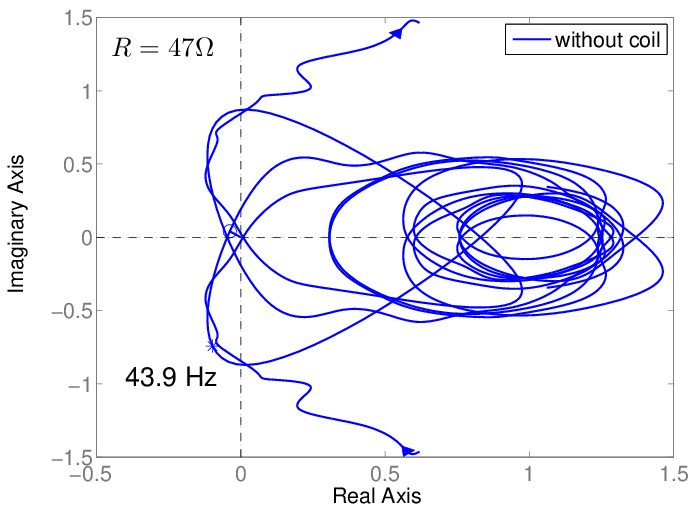 1.5
R = 47Ω
without coil
1
0.5
0
−0.5
−1
−1.5
43.9 Hz
−0.5
0
0.5
1
1.5
Real Axis
Imaginary Axis